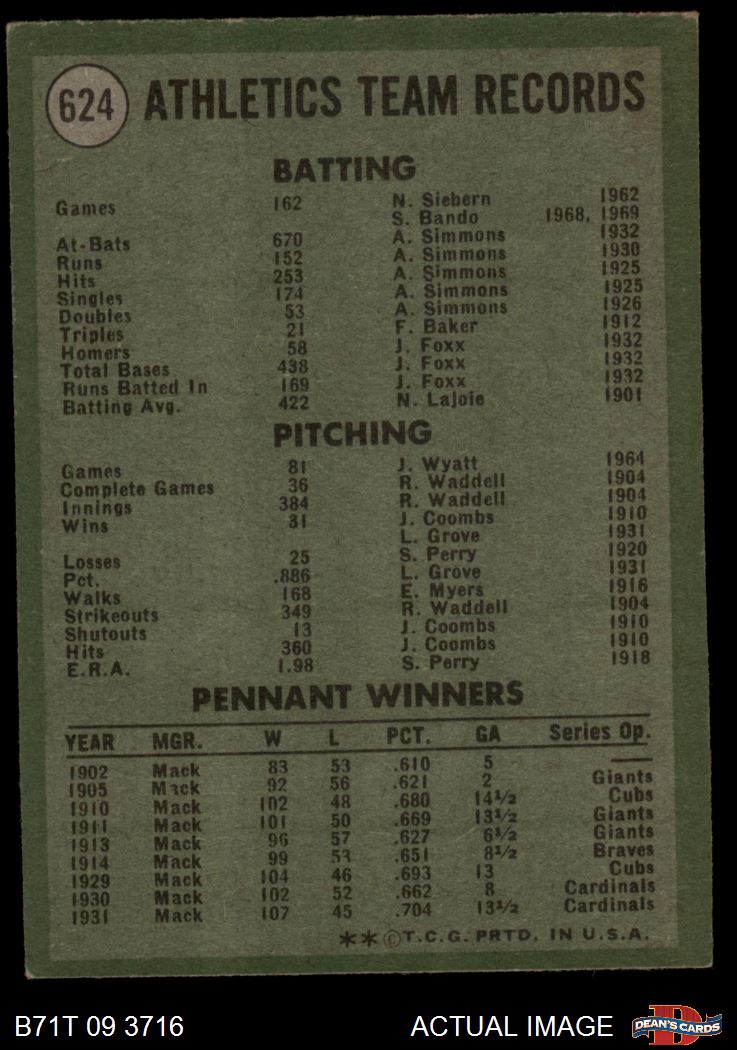 624 ATHLETICS TEAM RECORDS
BATTING
Games 162 N. Siebern 1962
S. Bando 1968, 1969
At-Bats 670 A. Simmons 1932
Runs 152 A. Simmons 1930
Hits 253 A. Simmons 1925
Singles 174 A. Simmons 1925
Doubles 53 A. Simmons 1926
Triples 21 F. Baker 1912
Homers 58 J. Foxx 1932
Total Bases 438 J. Foxx 1932
Runs Batted In 169 J. Foxx 1932
Batting Avg. 422 N. Lajoie 1901
PITCHING
Games 81 J. Wyatt 1964
Complete Games 36 R. Waddell 1904
Innings 384 R. Waddell 1904
Wins 31 J. Coombs 1910
L. Grove 1931
Losses 25 S. Perry 1920
Pct. .886 L. Grove 1931
Walks 168 E. Myers 1916
Strikeouts 349 R. Waddell 1904
Shutouts 13 J. Coombs 1910
Hits 360 J. Coombs 1910
E.R.A. 1.98 S. Perry 1918
PENNANT WINNERS
YEAR MGR. W L PCT. GA Series Op.
1902 Mack 83 53 .610 5 —
1905 Mack 92 56 .621 2 Giants
1910 Mack 102 48 .680 14½ Cubs
1911 Mack 101 50 .669 13½ Giants
1913 Mack 96 57 .627 6½ Giants
1914 Mack 99 53 .651 8½ Braves
1929 Mack 104 46 .693 13 Cubs
1930 Mack 102 52 .662 8 Cardinals
1931 Mack 107 45 .704 13½ Cardinals
**©T.C.G. PRTD. IN U.S.A.
B71T 09 3716 ACTUAL IMAGE DEAN'S CARDS